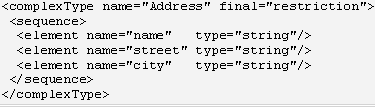 <complexType name="Address" final="restriction">
<sequence>
<element name="name" type="string"/>
<element name="street" type="string"/>
<element name="city" type="string"/>
</sequence>
</complexType>